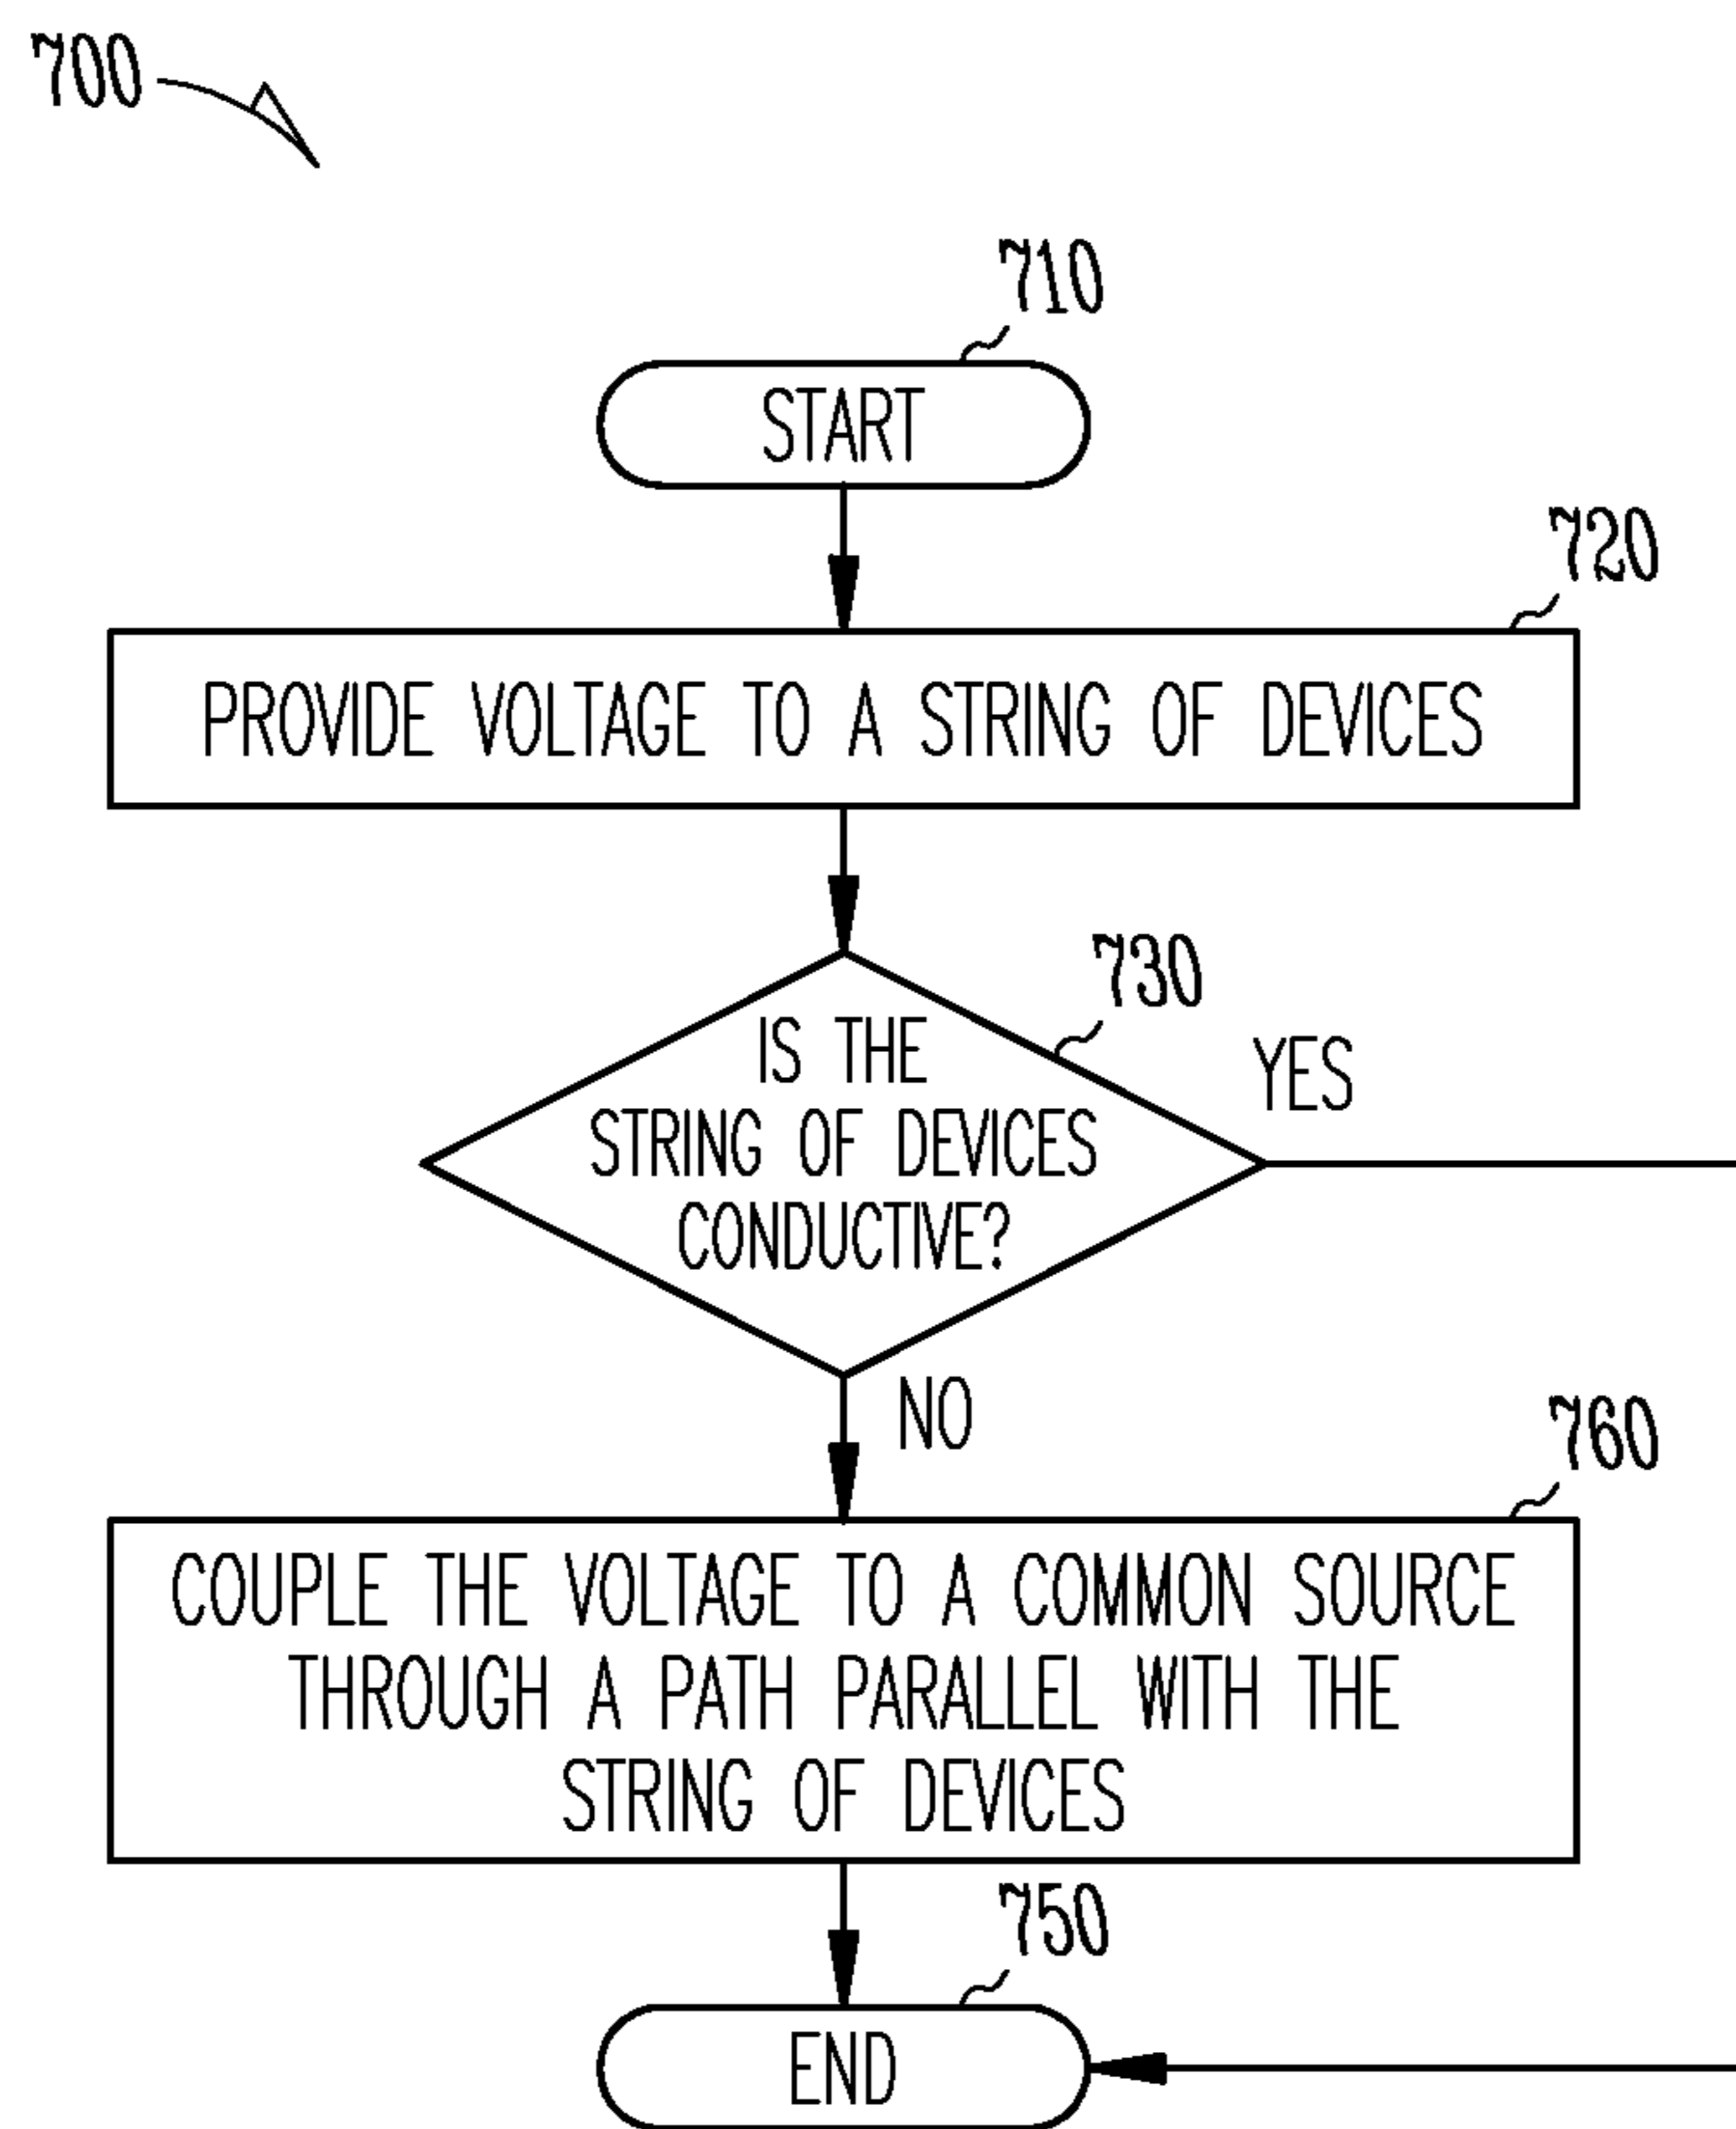 700
710
START
720
PROVIDE VOLTAGE TO A STRING OF DEVICES
730
IS THE
STRING OF DEVICES
CONDUCTIVE?
YES
NO
760
COUPLE THE VOLTAGE TO A COMMON SOURCE
THROUGH A PATH PARALLEL WITH THE
STRING OF DEVICES
750
END